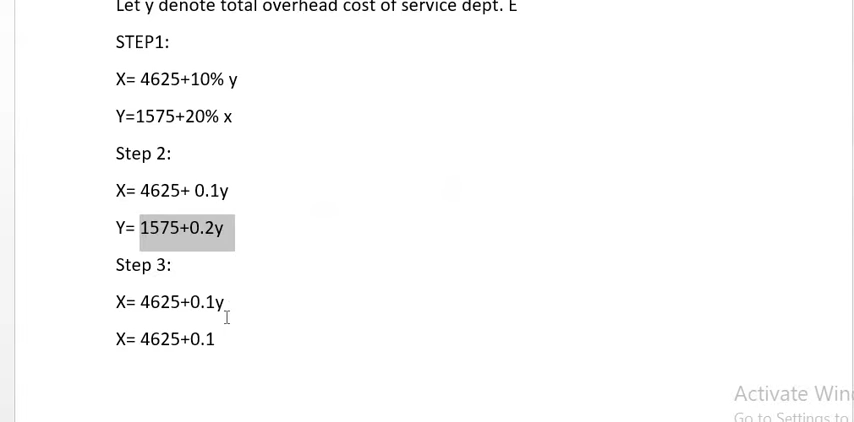 Let y denote total overhead cost of service dept. E
STEP1:
X= 4625+10% y
Y=1575+20% x
Step 2:
X= 4625+ 0.1y
Y= 1575+0.2y
Step 3:
X= 4625+0.1y
X= 4625+0.1
Activate Win
Go to Settings to